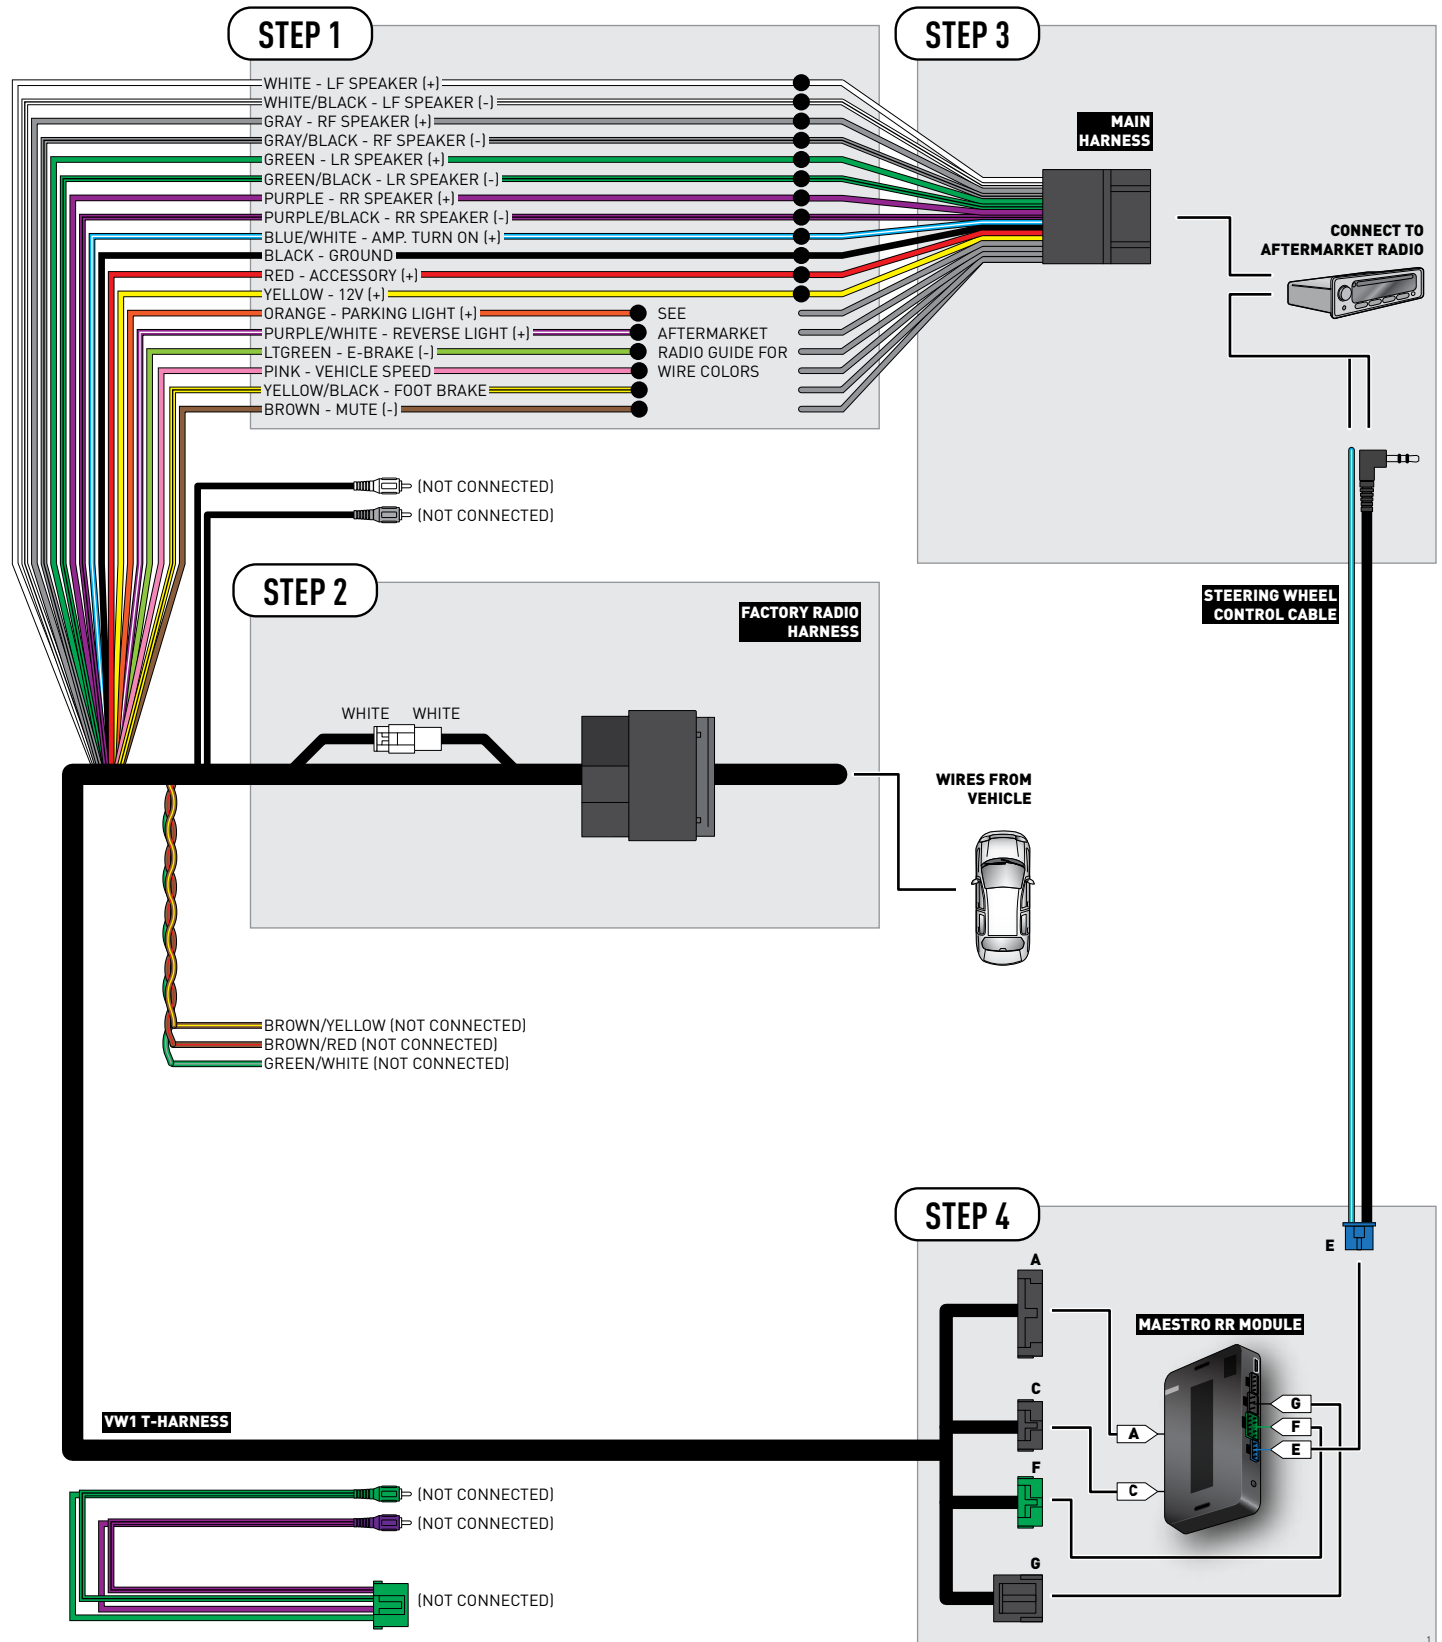 STEP 1
WHITE - LF SPEAKER (+)
WHITE/BLACK - LF SPEAKER (-)
GRAY - RF SPEAKER (+)
GRAY/BLACK - RF SPEAKER (-)
GREEN - LR SPEAKER (+)
GREEN/BLACK - LR SPEAKER (-)
PURPLE - RR SPEAKER (+)
PURPLE/BLACK - RR SPEAKER (-)
BLUE/WHITE - AMP. TURN ON (+)
BLACK - GROUND
RED - ACCESSORY (+)
YELLOW - 12V (+)
ORANGE - PARKING LIGHT (+)
PURPLE/WHITE - REVERSE LIGHT (+)
LTGREEN - E-BRAKE (-)
PINK - VEHICLE SPEED
YELLOW/BLACK - FOOT BRAKE
BROWN - MUTE (-)
SEE
AFTERMARKET
RADIO GUIDE FOR
WIRE COLORS
(NOT CONNECTED)
(NOT CONNECTED)
STEP 3
MAIN
HARNESS
CONNECT TO
AFTERMARKET RADIO
STEERING WHEEL
CONTROL CABLE
STEP 2
FACTORY RADIO
HARNESS
WHITE WHITE
WIRES FROM
VEHICLE
BROWN/YELLOW (NOT CONNECTED)
BROWN/RED (NOT CONNECTED)
GREEN/WHITE (NOT CONNECTED)
STEP 4
E
A
MAESTRO RR MODULE
C
G
F
A
E
F
C
G
VW1 T-HARNESS
(NOT CONNECTED)
(NOT CONNECTED)
(NOT CONNECTED)
1